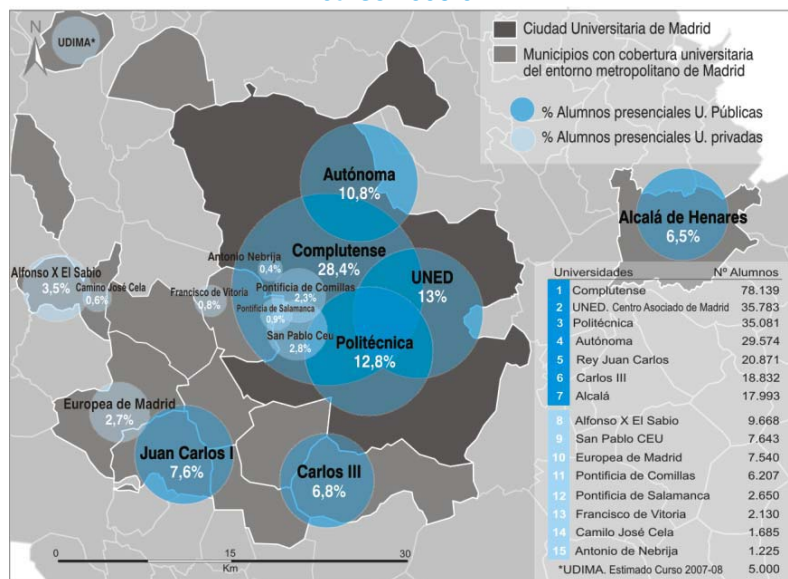 UDIMA*
Ciudad Universitaria de Madrid
Municipios con cobertura universitaria
del entorno metropolitano de Madrid
% Alumnos presenciales U. Públicas
% Alumnos presenciales U. privadas
Autónoma
10,8%
Alcalá de Henares
6,5%
Complutense
28,4%
Antonio Nebrija
0,4%
UNED
13%
Alfonso X El Sabio
3,5%
Camino José Cela
0,6%
Francisco de Vitoria
0,8%
Pontificia de Comillas
2,3%
Pontificia de Salamanca
0,9%
San Pablo Ceu
2,8%
Politécnica
12,8%
Europea de Madrid
2,7%
Juan Carlos I
7,6%
Carlos III
6,8%
Universidades Nº Alumnos
1 Complutense 78.139
2 UNED. Centro Asociado de Madrid 35.783
3 Politécnica 35.081
4 Autónoma 29.574
5 Rey Juan Carlos 20.871
6 Carlos III 18.832
7 Alcalá 17.993
8 Alfonso X El Sabio 9.668
9 San Pablo CEU 7.643
10 Europea de Madrid 7.540
11 Pontificia de Comillas 6.207
12 Pontificia de Salamanca 2.650
13 Francisco de Vitoria 2.130
14 Camilo José Cela 1.685
15 Antonio de Nebrija 1.225
*UDIMA. Estimado Curso 2007-08 5.000
0 15 30
Km